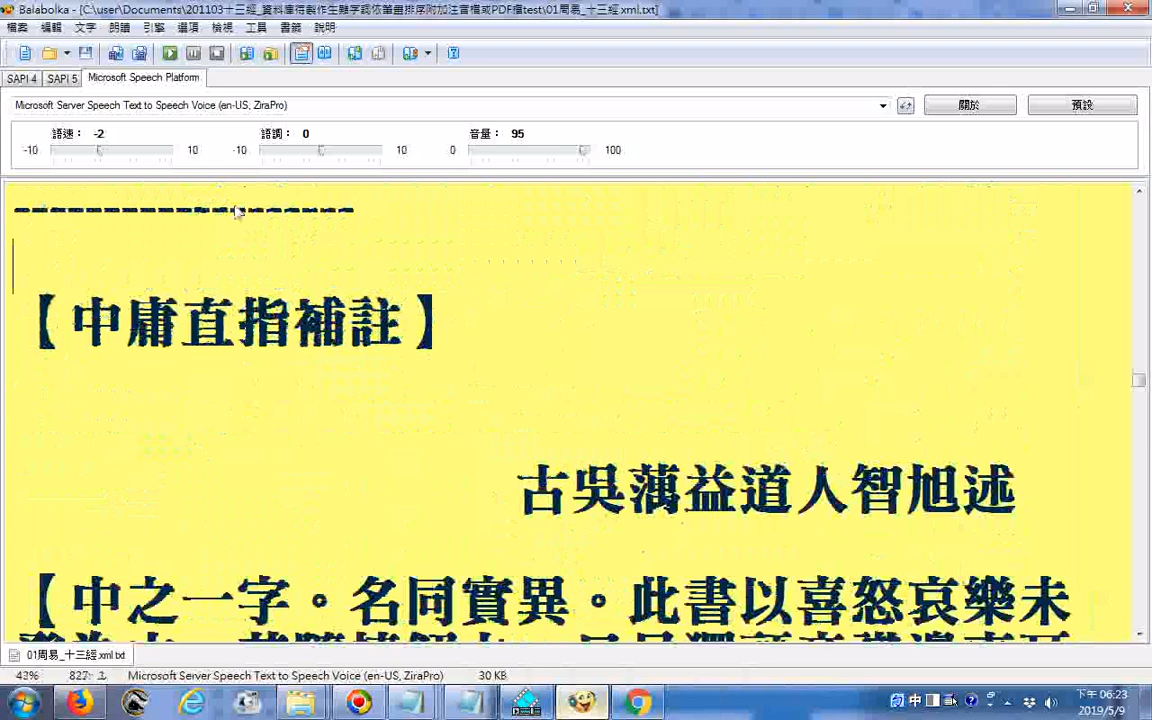 Balabolka - [C:\user\Documents\201103十三經_資料庫得製作生難字詞依筆畫排序附加注音檔或PDF檔test\01周易_十三經.xml.txt]
檔案 編輯 文字 朗讀 引擎 選項 檢視 工具 書籤 說明
SAPI 4 SAPI 5 Microsoft Speech Platform
Microsoft Server Speech Text to Speech Voice (en-US, ZiraPro) 關於 預設
語速： -2 語調： 0 音量： 95
-10 10 -10 10 0 100
【中庸直指補註】
古吳蕅益道人智旭述
【中之一字。名同實異。此書以喜怒哀樂未
01周易_十三經.xml.txt
Microsoft Server Speech Text to Speech Voice (en-US, ZiraPro) 30 KB
中
下午 06:23
2019/5/9